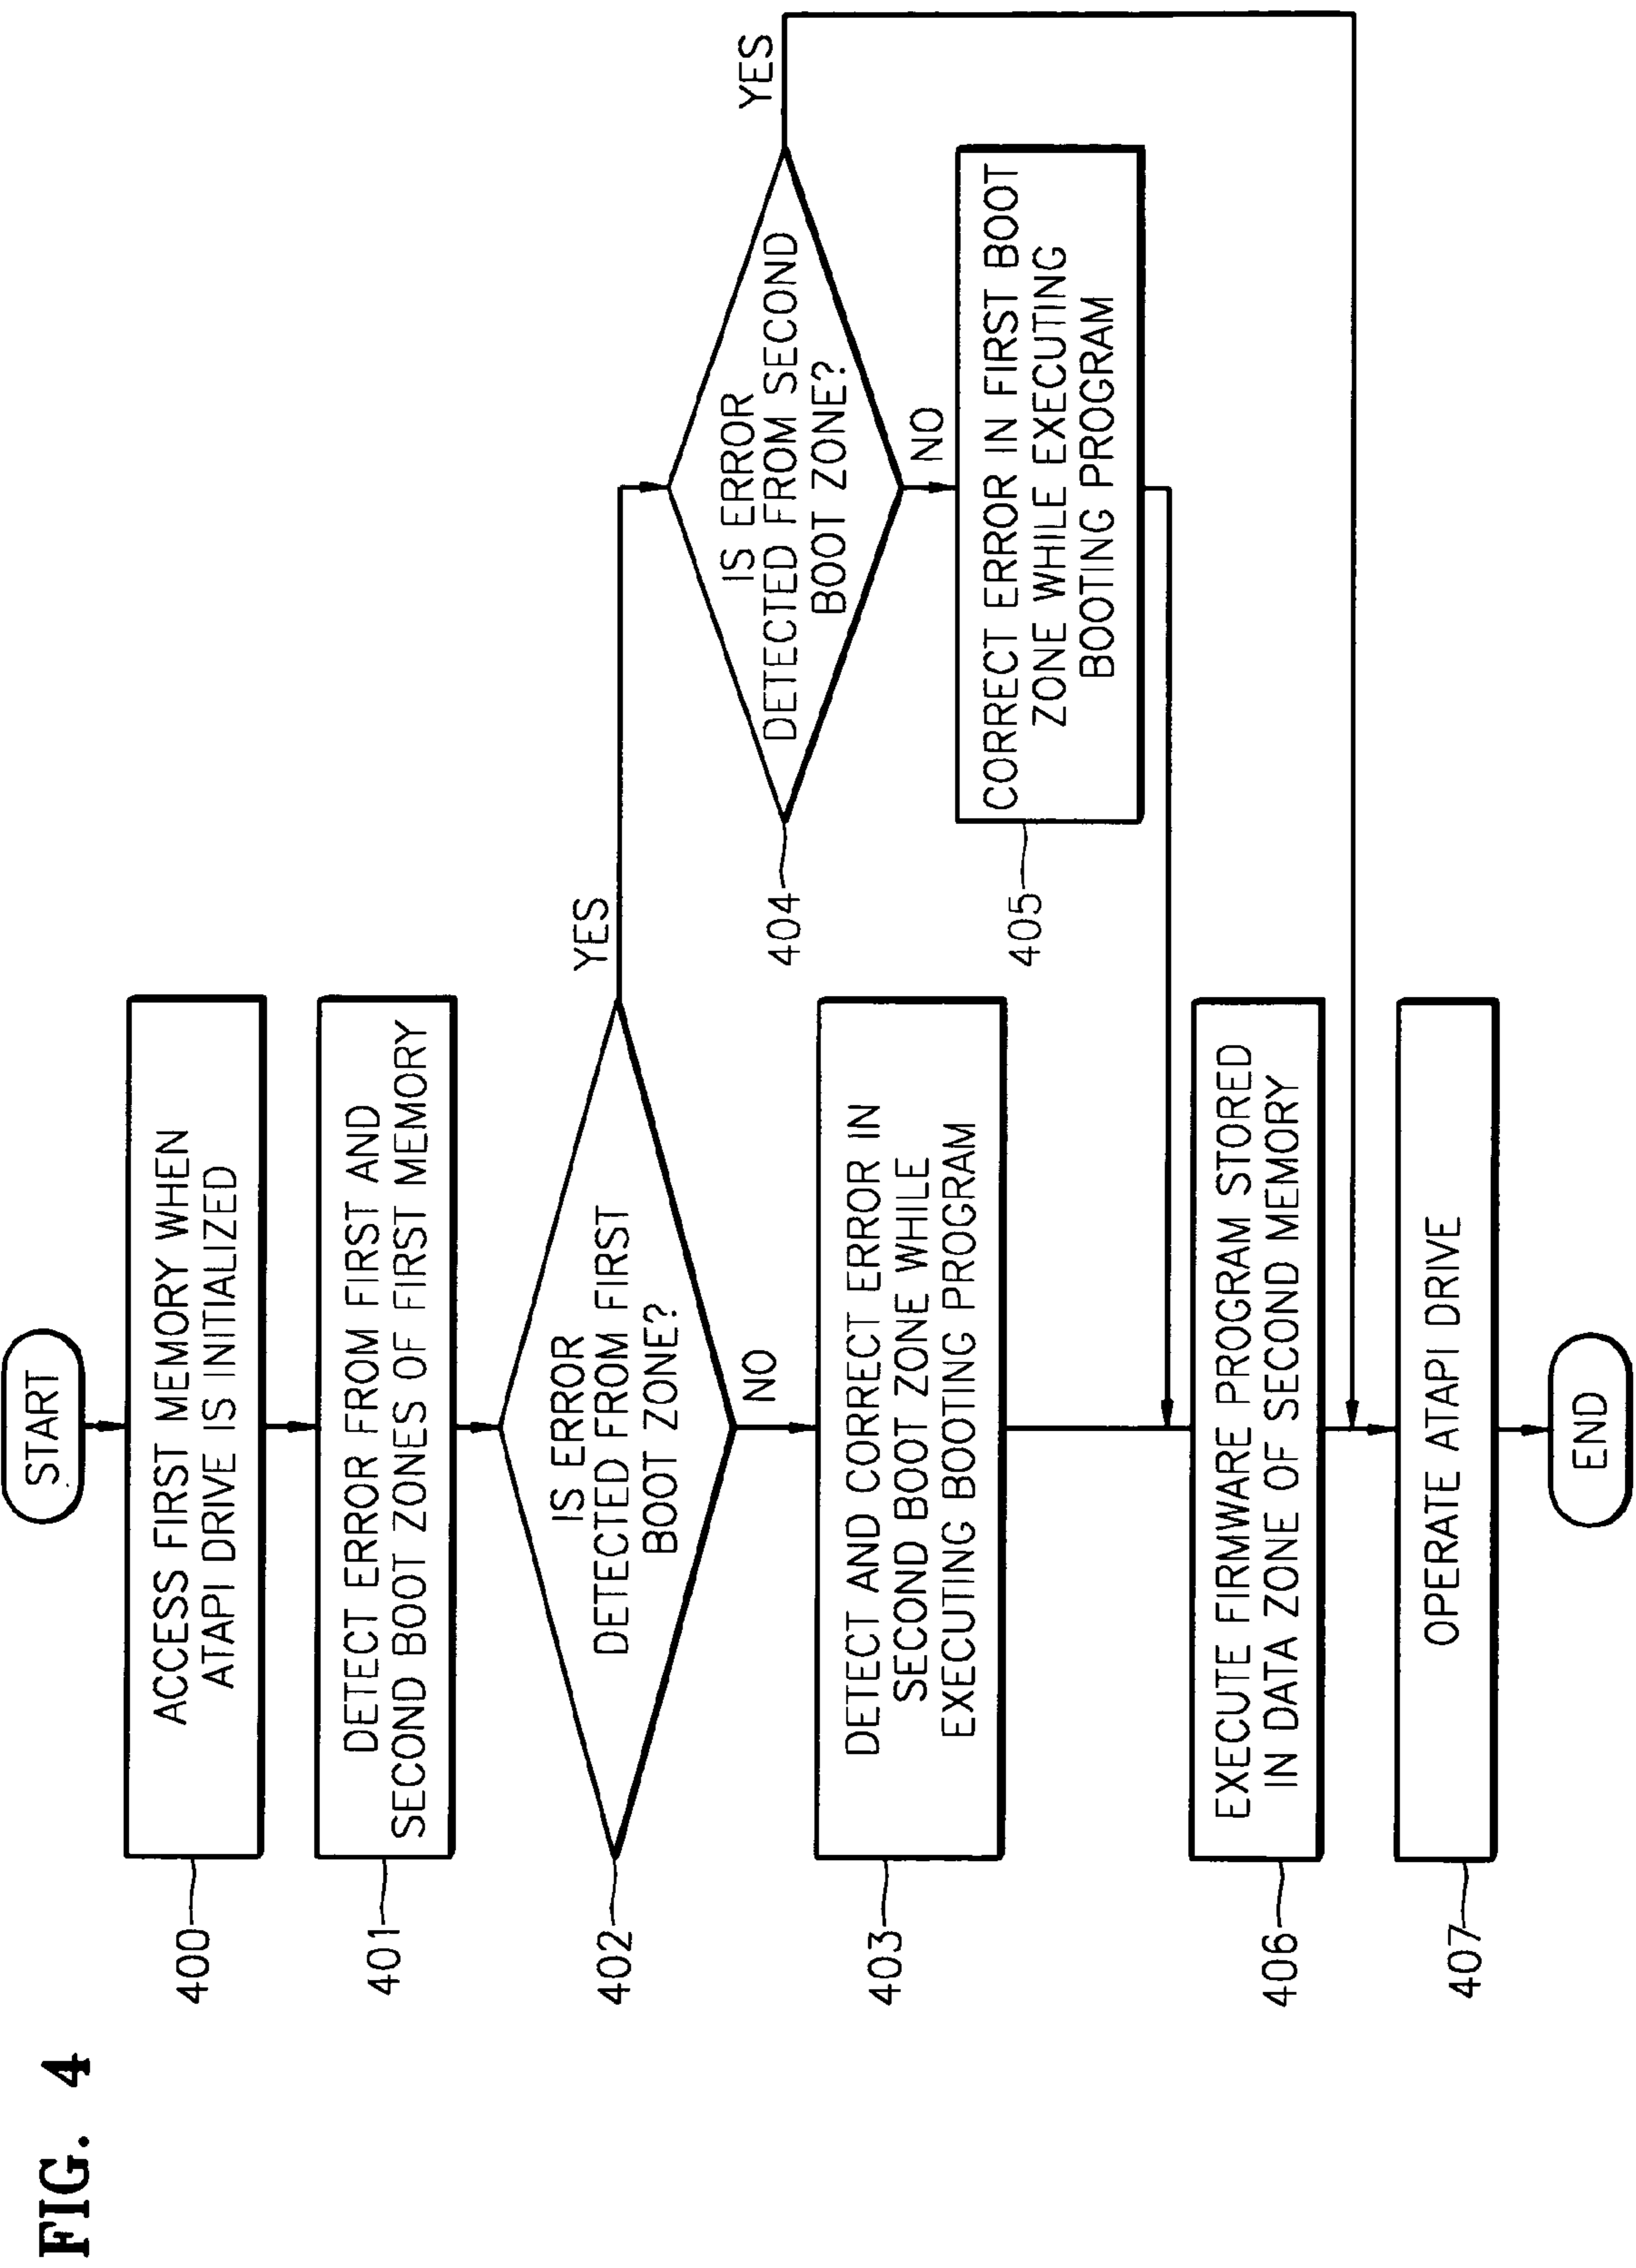 FIG. 4
START
400
ACCESS FIRST MEMORY WHEN
ATAPI DRIVE IS INITIALIZED
401
DETECT ERROR FROM FIRST AND
SECOND BOOT ZONES OF FIRST MEMORY
402
IS ERROR
DETECTED FROM FIRST
BOOT ZONE?
YES
NO
404
IS ERROR
DETECTED FROM SECOND
BOOT ZONE?
YES
NO
403
DETECT AND CORRECT ERROR IN
SECOND BOOT ZONE WHILE
EXECUTING BOOTING PROGRAM
405
CORRECT ERROR IN FIRST BOOT
ZONE WHILE EXECUTING
BOOTING PROGRAM
406
EXECUTE FIRMWARE PROGRAM STORED
IN DATA ZONE OF SECOND MEMORY
407
OPERATE ATAPI DRIVE
END